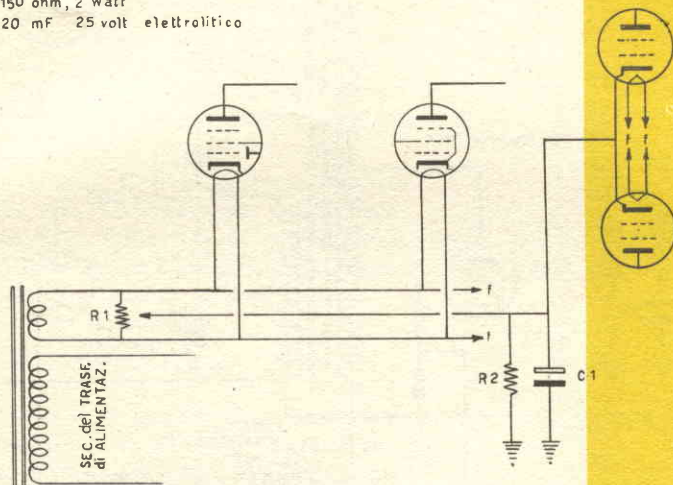 150 ohm, 2 watt
20 mF 25 volt elettrolitico
f f
f
R1
f
R2
C1
SEC. del TRASF.
di ALIMENTAZ.